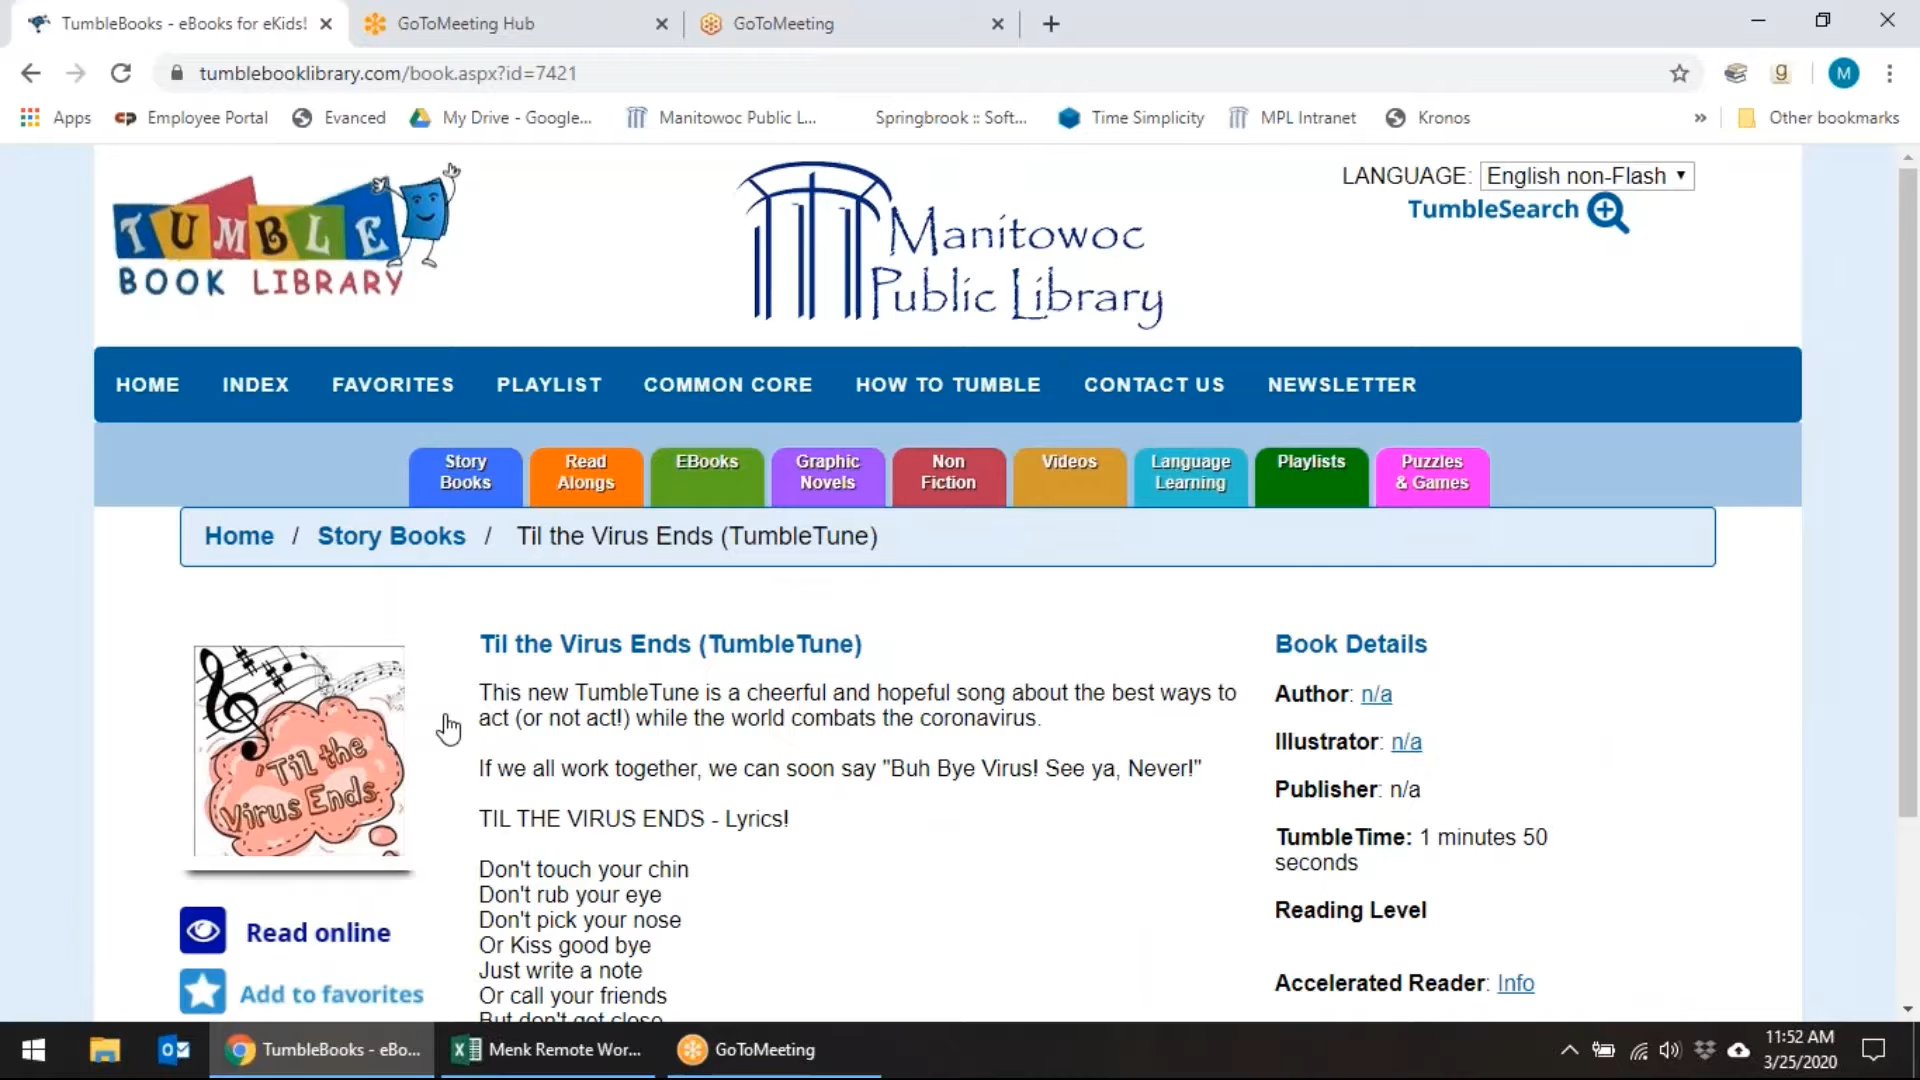 TumbleBooks - eBooks for eKids!
GoToMeeting Hub
GoToMeeting
tumblebooklibrary.com/book.aspx?id=7421
g
M
Apps
Employee Portal
Evanced
My Drive - Google...
Manitowoc Public L...
Springbrook :: Soft...
Time Simplicity
MPL Intranet
Kronos
»
Other bookmarks
TUMBLE
BOOK LIBRARY
Manitowoc
Public Library
LANGUAGE: English non-Flash
TumbleSearch
HOME
INDEX
FAVORITES
PLAYLIST
COMMON CORE
HOW TO TUMBLE
CONTACT US
NEWSLETTER
Story
Books
Read
Alongs
EBooks
Graphic
Novels
Non
Fiction
Videos
Language
Learning
Playlists
Puzzles
& Games
Home / Story Books / Til the Virus Ends (TumbleTune)
'Til the
Virus Ends
Read online
Add to favorites
Til the Virus Ends (TumbleTune)
This new TumbleTune is a cheerful and hopeful song about the best ways to
act (or not act!) while the world combats the coronavirus.
If we all work together, we can soon say "Buh Bye Virus! See ya, Never!"
TIL THE VIRUS ENDS - Lyrics!
Don't touch your chin
Don't rub your eye
Don't pick your nose
Or Kiss good bye
Just write a note
Or call your friends
But don't get close
Book Details
Author: n/a
Illustrator: n/a
Publisher: n/a
TumbleTime: 1 minutes 50
seconds
Reading Level
Accelerated Reader: Info
TumbleBooks - eBo...
Menk Remote Wor...
GoToMeeting
11:52 AM
3/25/2020